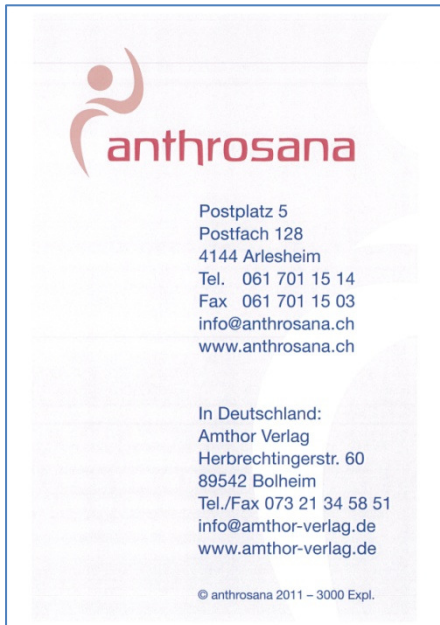 anthrosana
Postplatz 5
Postfach 128
4144 Arlesheim
Tel. 061 701 15 14
Fax 061 701 15 03
info@anthrosana.ch
www.anthrosana.ch
In Deutschland:
Amthor Verlag
Herbrechtingerstr. 60
89542 Bolheim
Tel./Fax 073 21 34 58 51
info@amthor-verlag.de
www.amthor-verlag.de
© anthrosana 2011 – 3000 Expl.